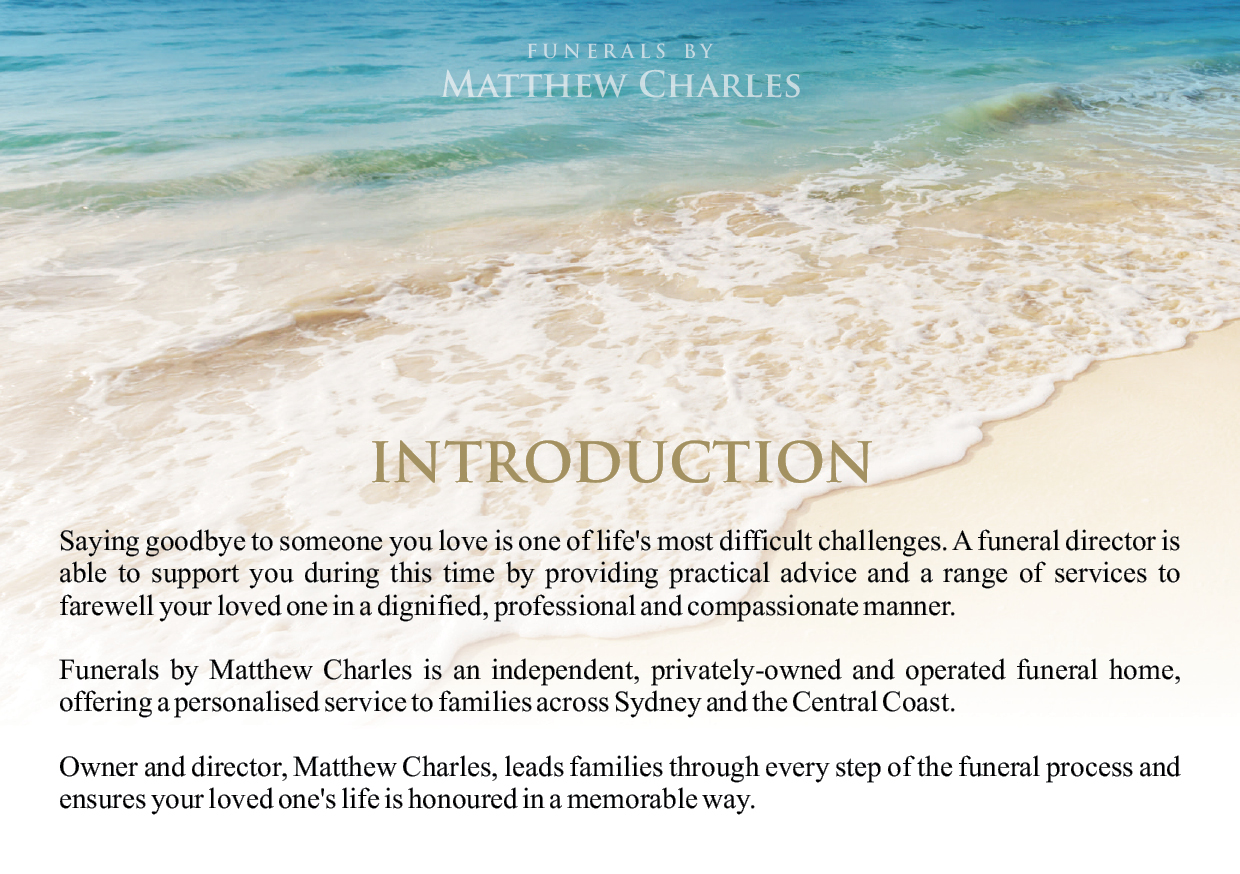 FUNERALS BY
MATTHEW CHARLES
INTRODUCTION
Saying goodbye to someone you love is one of life's most difficult challenges. A funeral director is
able to support you during this time by providing practical advice and a range of services to
farewell your loved one in a dignified, professional and compassionate manner.
Funerals by Matthew Charles is an independent, privately-owned and operated funeral home,
offering a personalised service to families across Sydney and the Central Coast.
Owner and director, Matthew Charles, leads families through every step of the funeral process and
ensures your loved one's life is honoured in a memorable way.